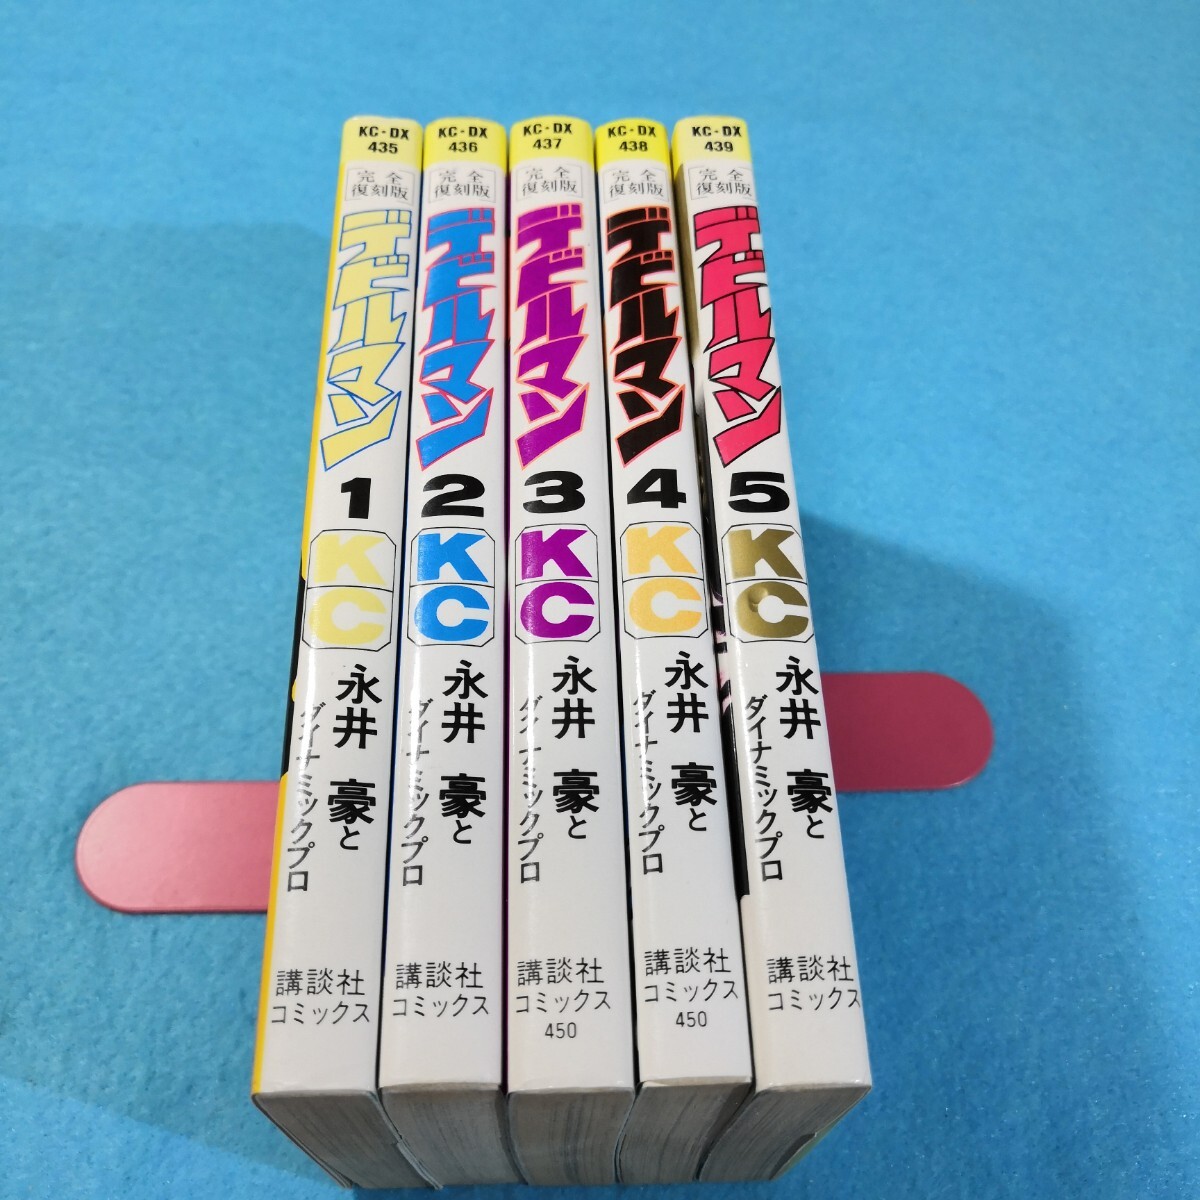 KC-DX
435
完全
復刻版
デビルマン
1
KC
永井豪と
ダイナミックプロ
講談社
コミックス
KC-DX
436
完全
復刻版
デビルマン
2
KC
永井豪と
ダイナミックプロ
講談社
コミックス
KC-DX
437
完全
復刻版
デビルマン
3
KC
永井豪と
ダイナミックプロ
講談社
コミックス
450
KC-DX
438
完全
復刻版
デビルマン
4
KC
永井豪と
ダイナミックプロ
講談社
コミックス
450
KC-DX
439
完全
復刻版
デビルマン
5
KC
永井豪と
ダイナミックプロ
講談社
コミックス